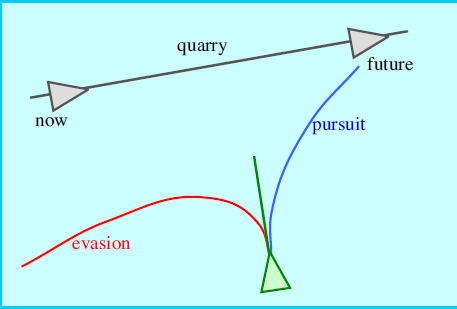 quarry
future
now
pursuit
evasion